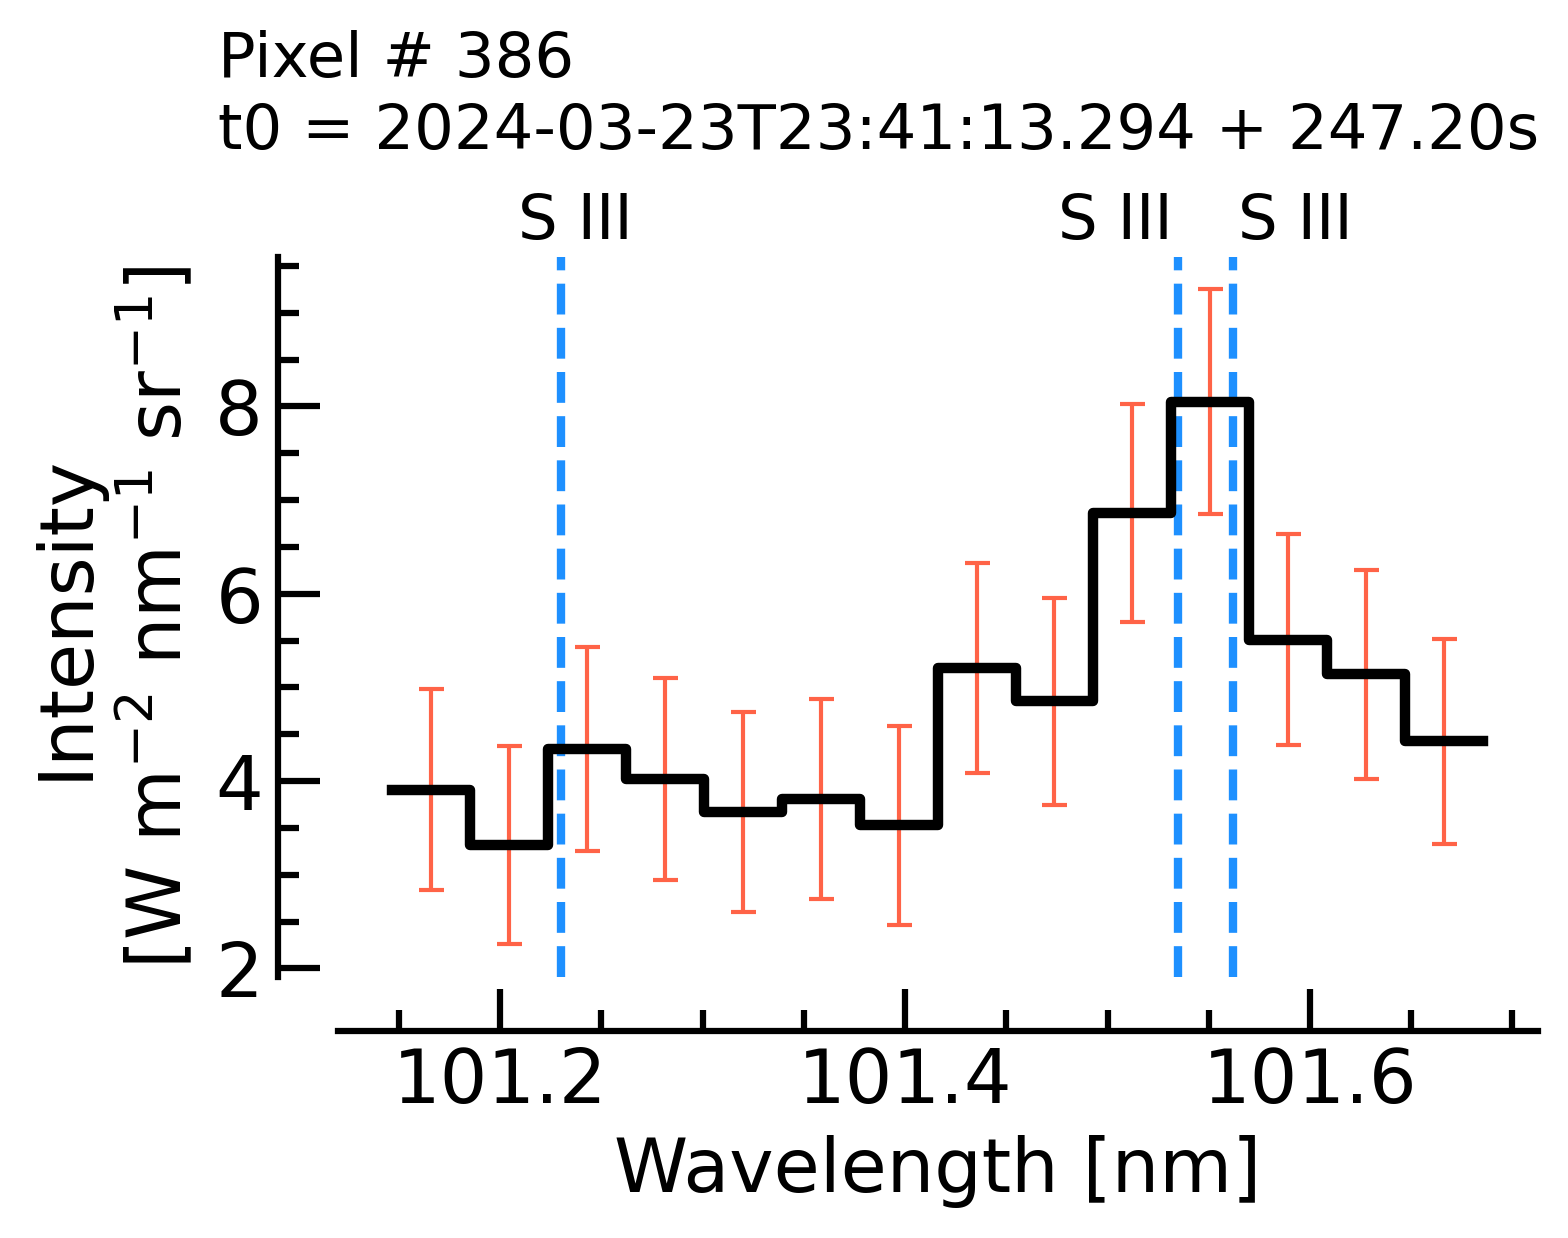 Pixel # 386
t0 = 2024-03-23T23:41:13.294 + 247.20s
S III S III S III
Intensity
[W m⁻² nm⁻¹ sr⁻¹]
8
6
4
2
101.2 101.4 101.6
Wavelength [nm]